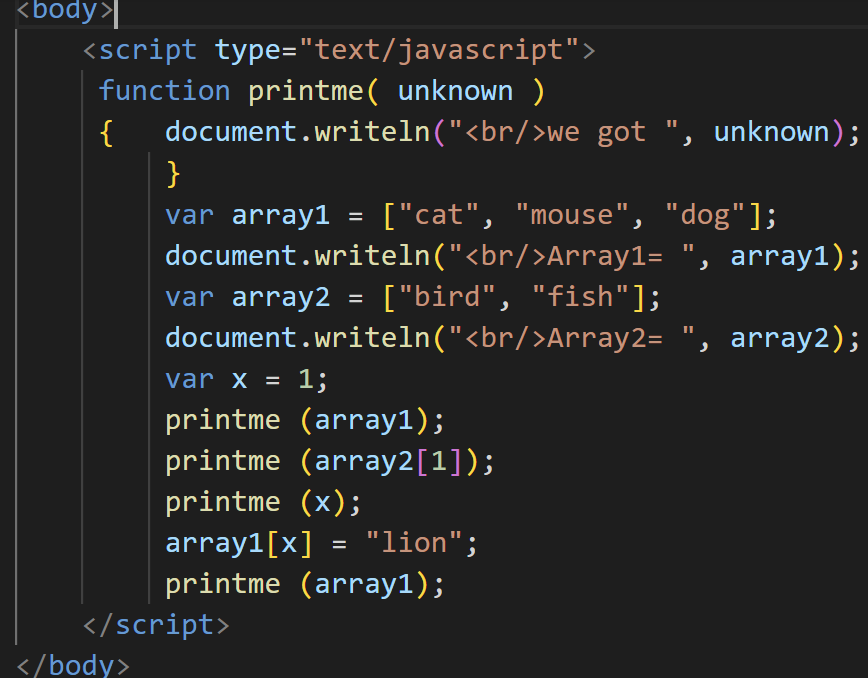 <body>
<script type="text/javascript">
function printme( unknown )
{   document.writeln("<br/>we got ", unknown);
}
var array1 = ["cat", "mouse", "dog"];
document.writeln("<br/>Array1= ", array1);
var array2 = ["bird", "fish"];
document.writeln("<br/>Array2= ", array2);
var x = 1;
printme (array1);
printme (array2[1]);
printme (x);
array1[x] = "lion";
printme (array1);
</script>
</body>